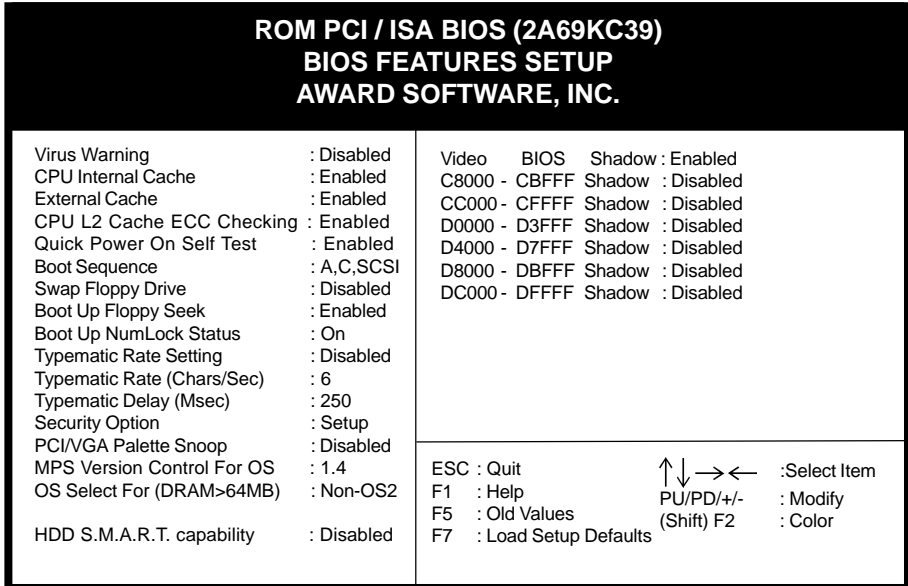 ROM PCI / ISA BIOS (2A69KC39)
BIOS FEATURES SETUP
AWARD SOFTWARE, INC.
Virus Warning : Disabled
CPU Internal Cache : Enabled
External Cache : Enabled
CPU L2 Cache ECC Checking : Enabled
Quick Power On Self Test : Enabled
Boot Sequence : A,C,SCSI
Swap Floppy Drive : Disabled
Boot Up Floppy Seek : Enabled
Boot Up NumLock Status : On
Typematic Rate Setting : Disabled
Typematic Rate (Chars/Sec) : 6
Typematic Delay (Msec) : 250
Security Option : Setup
PCI/VGA Palette Snoop : Disabled
MPS Version Control For OS : 1.4
OS Select For (DRAM>64MB) : Non-OS2
HDD S.M.A.R.T. capability : Disabled
Video BIOS Shadow : Enabled
C8000 - CBFFF Shadow : Disabled
CC000 - CFFFF Shadow : Disabled
D0000 - D3FFF Shadow : Disabled
D4000 - D7FFF Shadow : Disabled
D8000 - DBFFF Shadow : Disabled
DC000 - DFFFF Shadow : Disabled
ESC : Quit ↑↓→← :Select Item
F1 : Help PU/PD/+/- : Modify
F5 : Old Values (Shift) F2 : Color
F7 : Load Setup Defaults